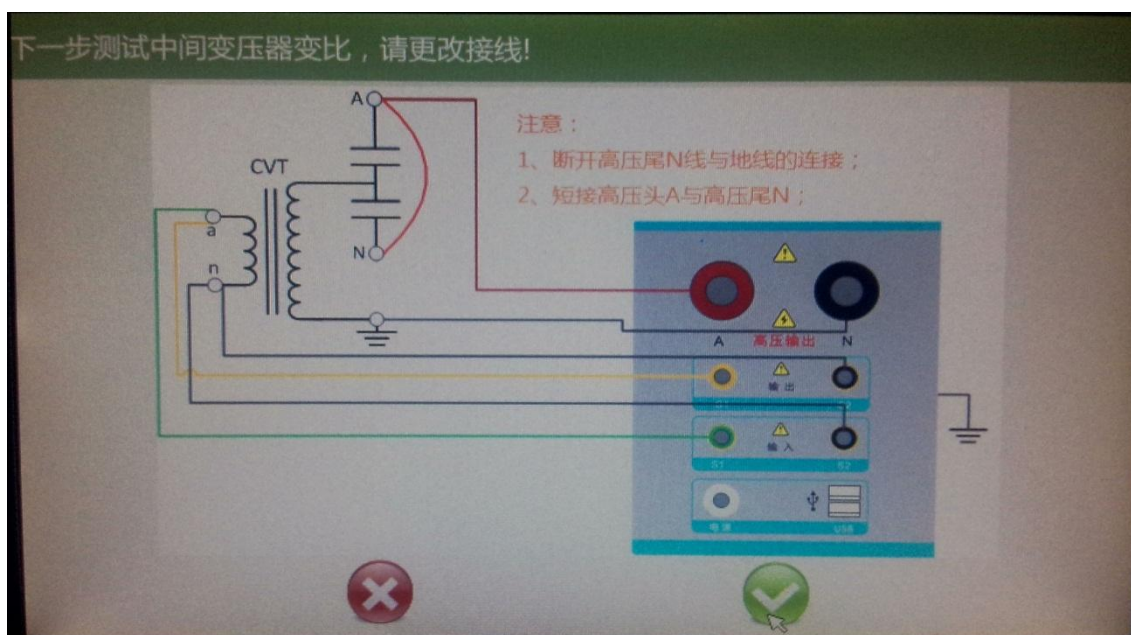 下一步测试中间变压器变比，请更改接线!
A
注意：
1、断开高压尾N线与地线的连接；
CVT
2、短接高压头A与高压尾N；
a
N
n
A 高压输出 N
输 出
输 入
S1 S2
电源 USB